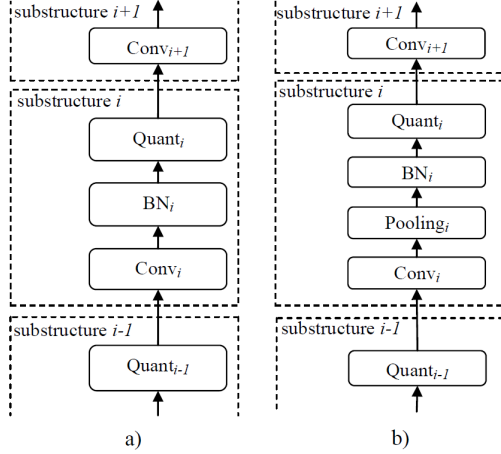 substructure i+1
Conv_{i+1}
substructure i
Quant_i
BN_i
Conv_i
substructure i-1
Quant_{i-1}
a)
substructure i+1
Conv_{i+1}
substructure i
Quant_i
BN_i
Pooling_i
Conv_i
substructure i-1
Quant_{i-1}
b)